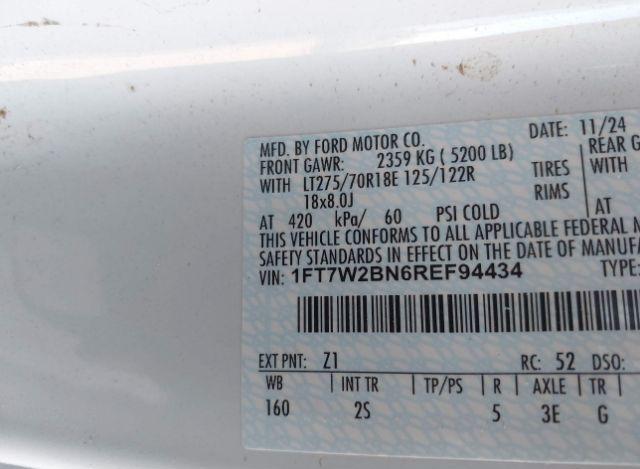 MFD. BY FORD MOTOR CO.
DATE: 11/24
FRONT GAWR: 2359 KG ( 5200 LB)
REAR G
WITH LT275/70R18E 125/122R TIRES
WITH
18x8.0J RIMS
AT 420 kPa/ 60 PSI COLD
AT
THIS VEHICLE CONFORMS TO ALL APPLICABLE FEDERAL M
SAFETY STANDARDS IN EFFECT ON THE DATE OF MANUFA
VIN: 1FT7W2BN6REF94434
TYPE:
EXT PNT: Z1
RC: 52 DSO:
WB | INT TR | TP/PS | R | AXLE | TR |
160 2S 5 3E G